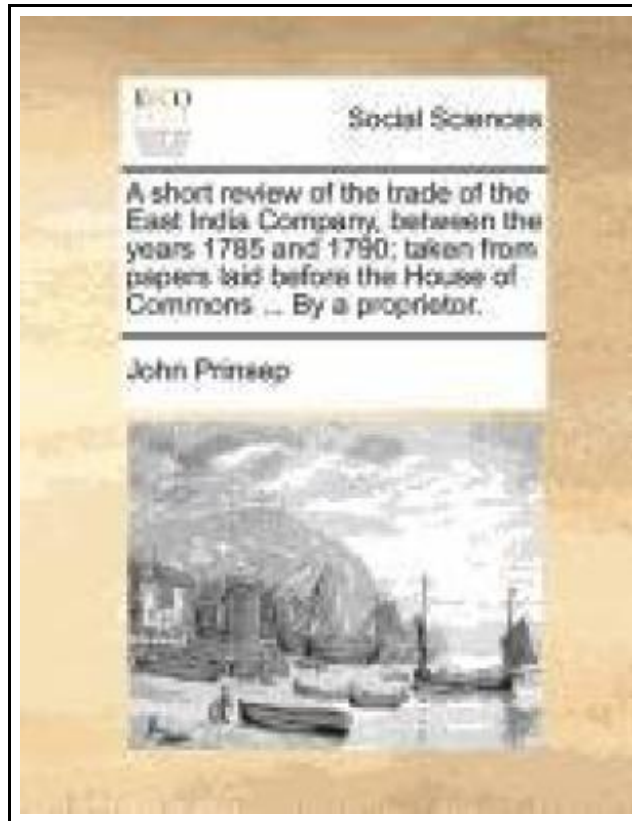 ECCO
Social Sciences
A short review of the trade of the
East India Company, between the
years 1785 and 1790; taken from
papers laid before the House of
Commons ... By a proprietor.
John Prinsep